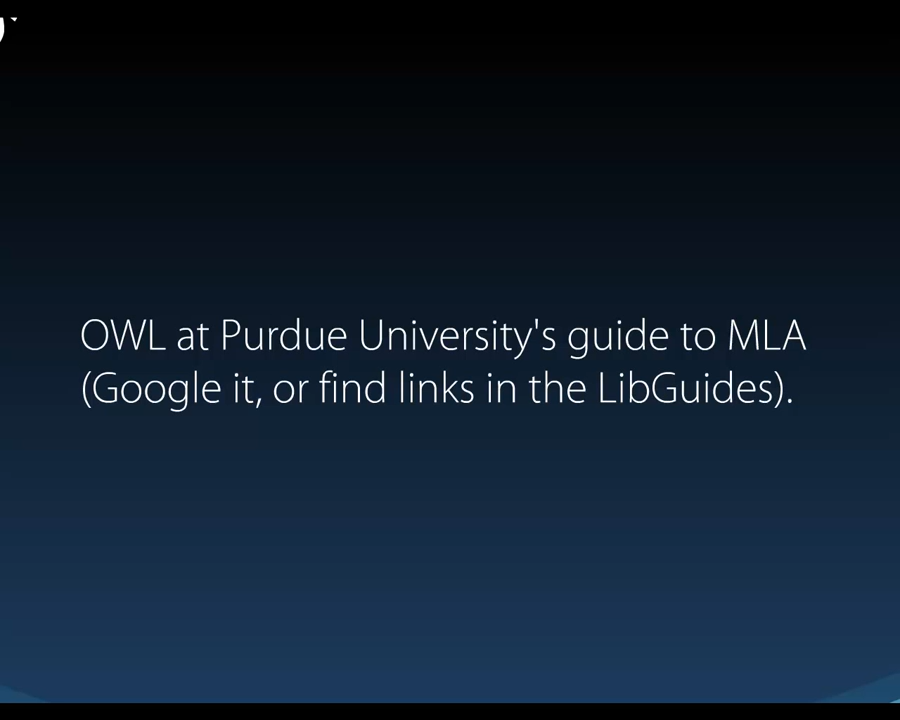 OWL at Purdue University's guide to MLA
(Google it, or find links in the LibGuides).